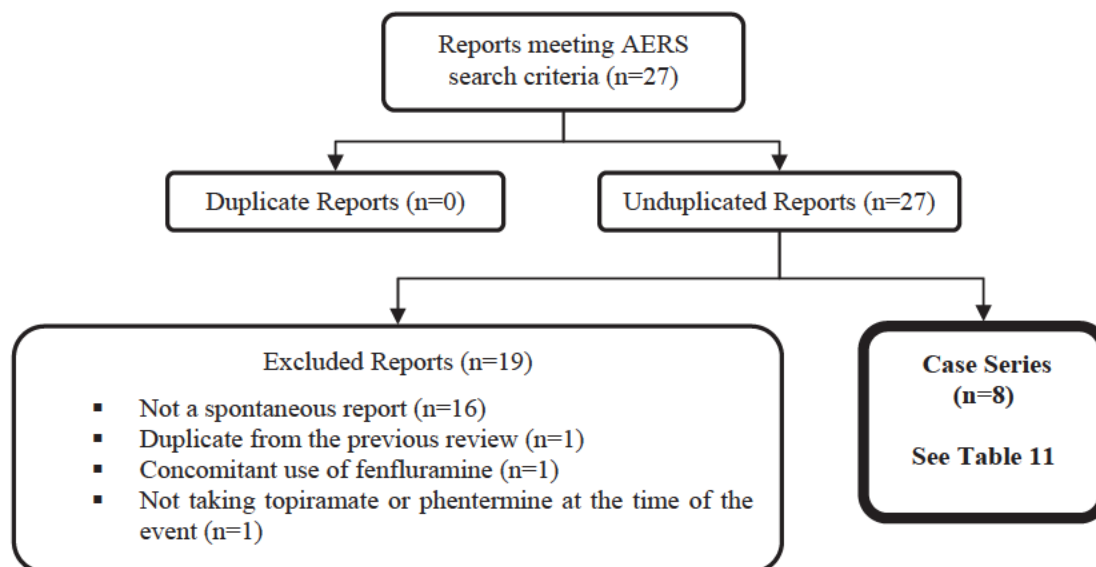 Reports meeting AERS
search criteria (n=27)
Duplicate Reports (n=0)
Unduplicated Reports (n=27)
Excluded Reports (n=19)
▪ Not a spontaneous report (n=16)
▪ Duplicate from the previous review (n=1)
▪ Concomitant use of fenfluramine (n=1)
▪ Not taking topiramate or phentermine at the time of the
event (n=1)
Case Series
(n=8)
See Table 11